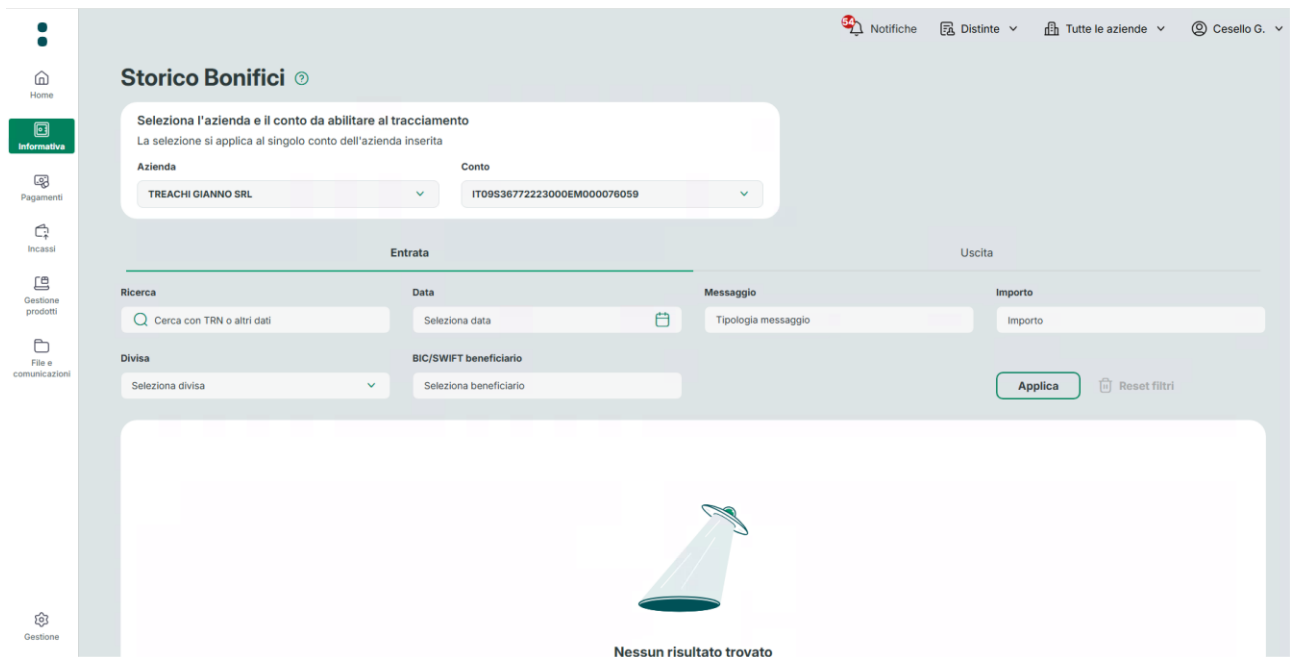 54
Notifiche
Distinte
Tutte le aziende
Cesello G.
Home
Informativa
Pagamenti
Incassi
Gestione
prodotti
File e
comunicazioni
Gestione
Storico Bonifici
Seleziona l'azienda e il conto da abilitare al tracciamento
La selezione si applica al singolo conto dell'azienda inserita
Azienda
Conto
TREACHI GIANNO SRL
IT09S36772223000EM000076059
Entrata
Uscita
Ricerca
Data
Messaggio
Importo
Cerca con TRN o altri dati
Seleziona data
Tipologia messaggio
Importo
Divisa
BIC/SWIFT beneficiario
Seleziona divisa
Seleziona beneficiario
Applica
Reset filtri
Nessun risultato trovato